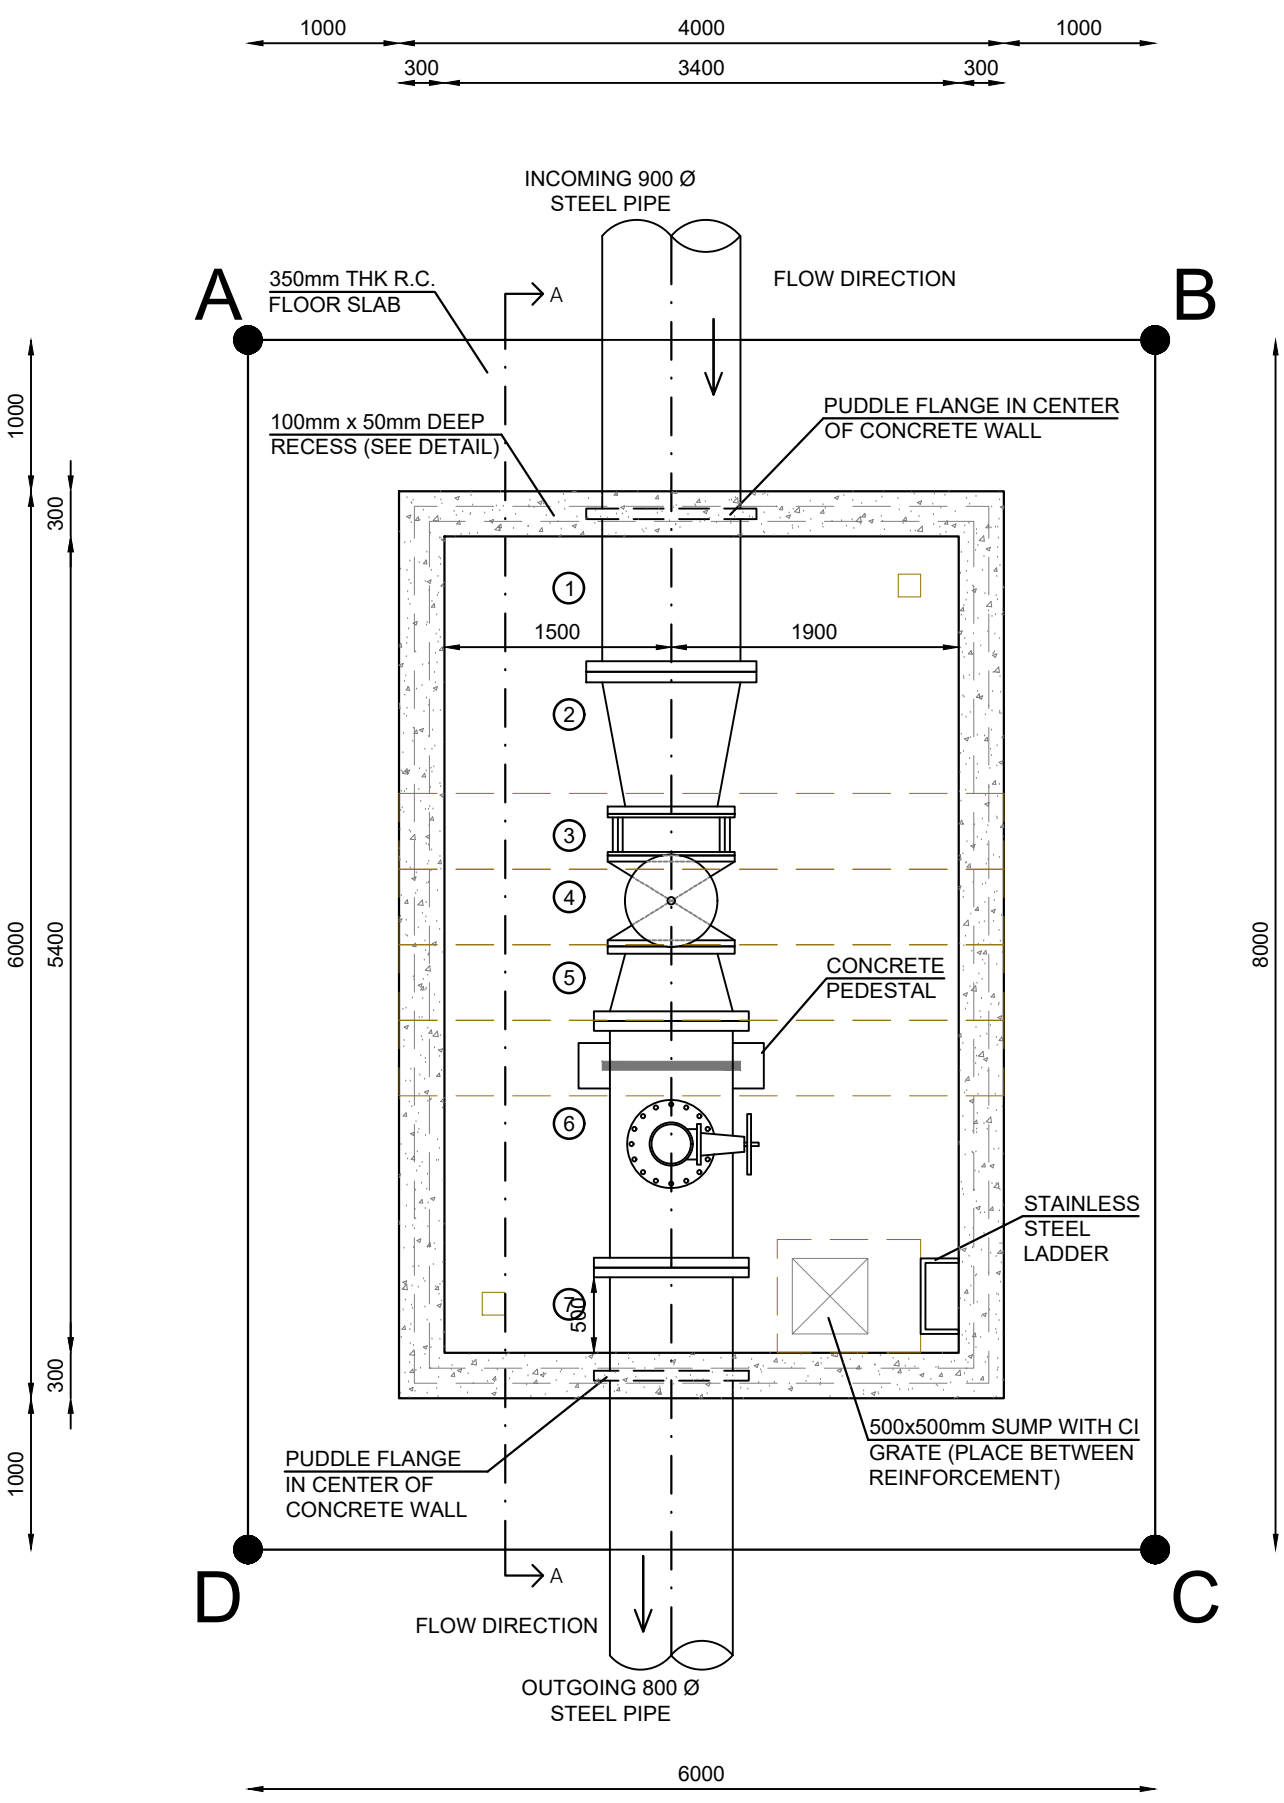 1000
4000
1000
300
3400
300
INCOMING 900 Ø
STEEL PIPE
A
350mm THK R.C.
FLOOR SLAB
A
FLOW DIRECTION
B
1000
100mm x 50mm DEEP
RECESS (SEE DETAIL)
PUDDLE FLANGE IN CENTER
OF CONCRETE WALL
300
1
1500
1900
2
3
4
6000
5400
8000
5
CONCRETE
PEDESTAL
6
STAINLESS
STEEL
LADDER
7
500
300
1000
PUDDLE FLANGE
IN CENTER OF
CONCRETE WALL
500x500mm SUMP WITH CI
GRATE (PLACE BETWEEN
REINFORCEMENT)
D
A
C
FLOW DIRECTION
OUTGOING 800 Ø
STEEL PIPE
6000